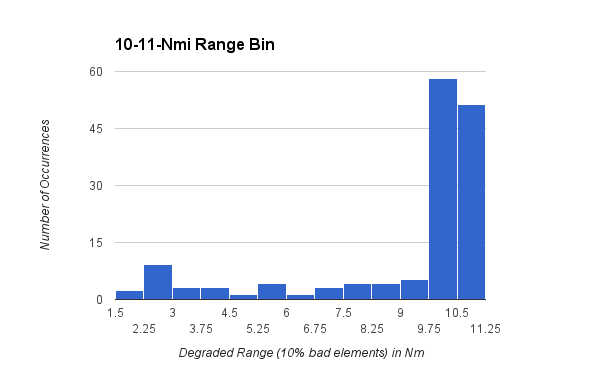 10-11-Nmi Range Bin
60
45
30
15
0
Number of Occurrences
1.5 3 4.5 6 7.5 9 10.5
2.25 3.75 5.25 6.75 8.25 9.75 11.25
Degraded Range (10% bad elements) in Nm